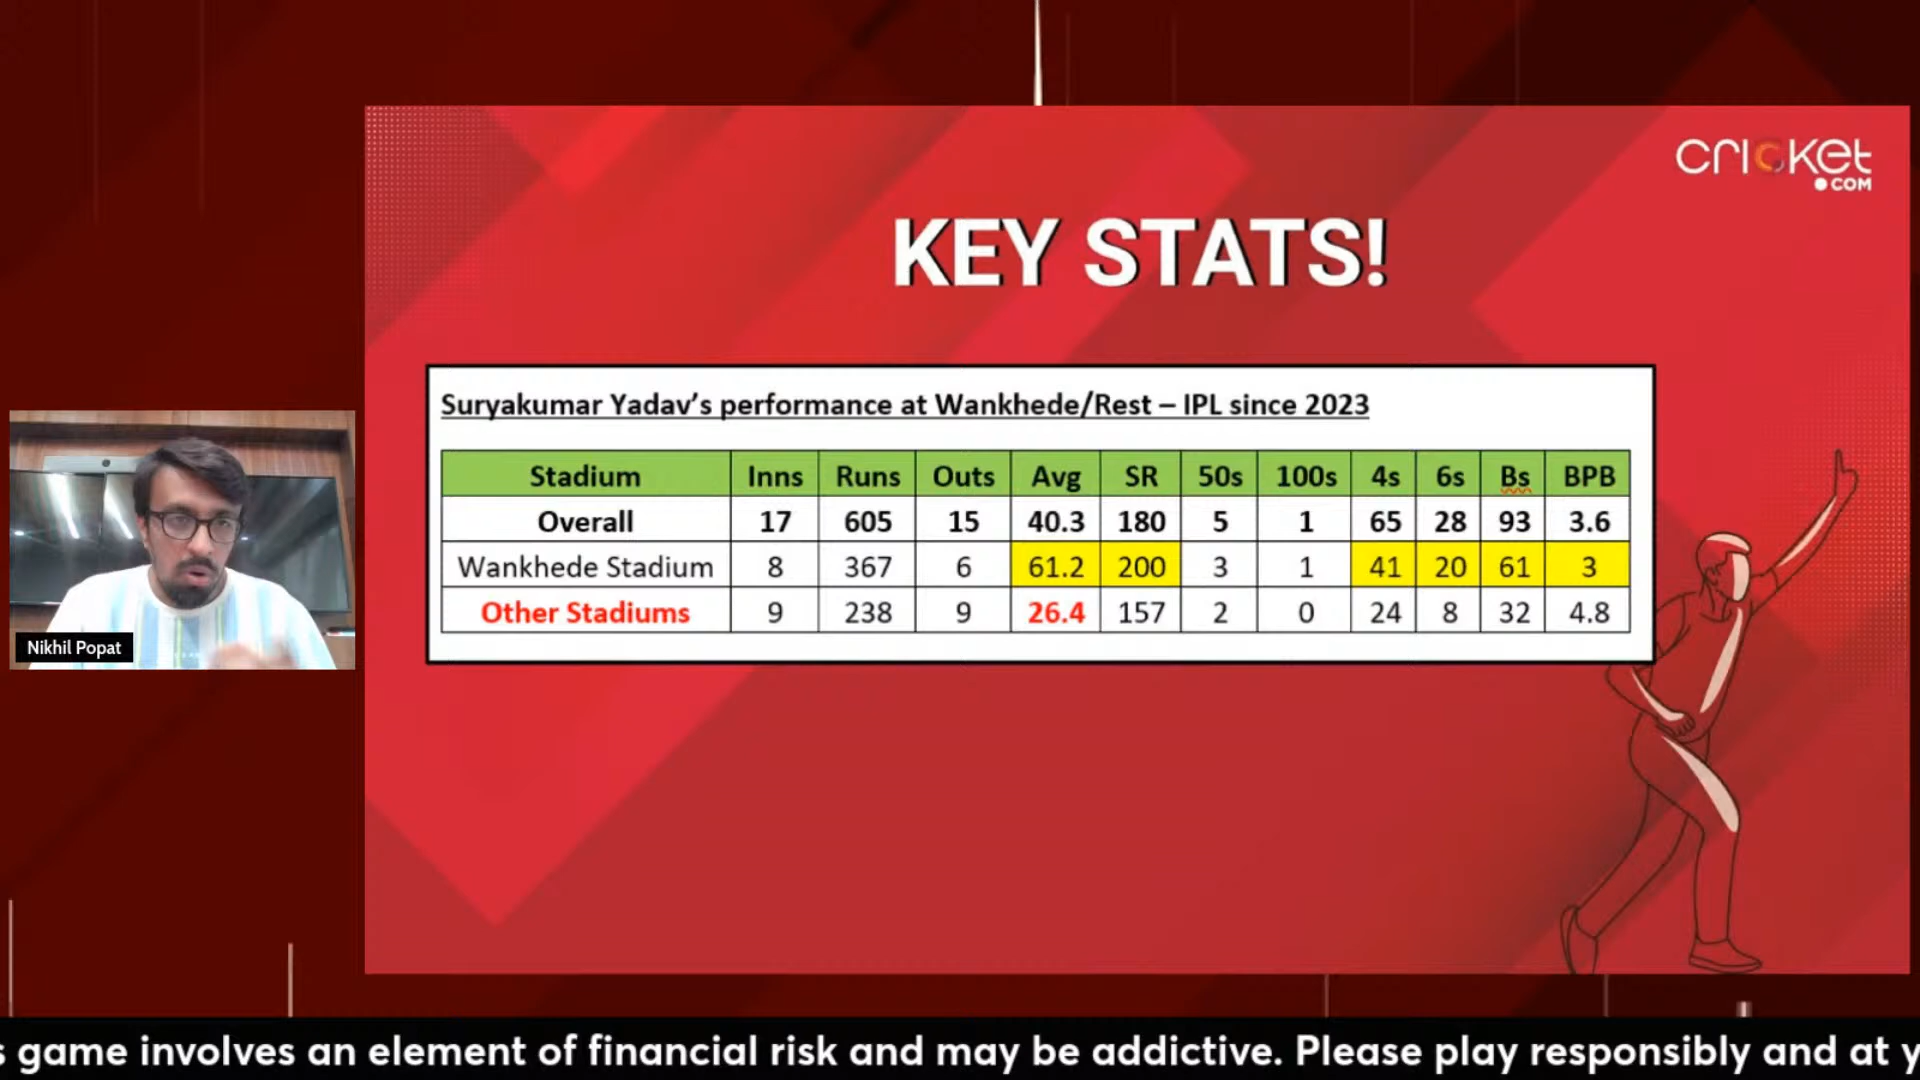 cricket
.COM
KEY STATS!
Suryakumar Yadav’s performance at Wankhede/Rest – IPL since 2023
Stadium Inns Runs Outs Avg SR 50s 100s 4s 6s Bs BPB
Overall 17 605 15 40.3 180 5 1 65 28 93 3.6
Wankhede Stadium 8 367 6 61.2 200 3 1 41 20 61 3
Other Stadiums 9 238 9 26.4 157 2 0 24 8 32 4.8
Nikhil Popat
s game involves an element of financial risk and may be addictive. Please play responsibly and at y